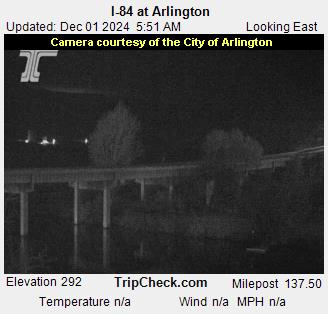 I-84 at Arlington
Updated: Dec 01 2024 5:51 AM Looking East
Camera courtesy of the City of Arlington
Elevation 292 TripCheck.com Milepost 137.50
Temperature n/a Wind n/a MPH n/a